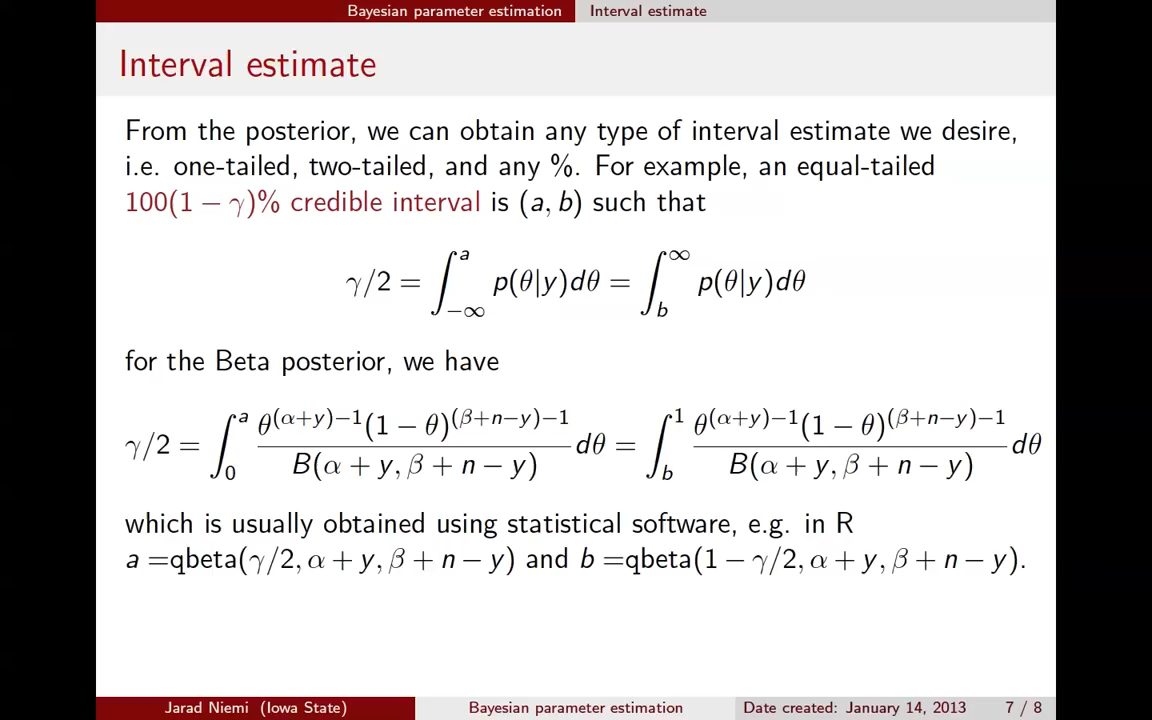 Bayesian parameter estimation Interval estimate
Interval estimate
From the posterior, we can obtain any type of interval estimate we desire,
i.e. one-tailed, two-tailed, and any %. For example, an equal-tailed
100(1 − γ)% credible interval is (a, b) such that
γ/2 = ∫_{−∞}^{a} p(θ|y)dθ = ∫_{b}^{∞} p(θ|y)dθ
for the Beta posterior, we have
γ/2 = ∫_{0}^{a} θ^{(α+y)−1}(1 − θ)^{(β+n−y)−1} / B(α + y, β + n − y) dθ = ∫_{b}^{1} θ^{(α+y)−1}(1 − θ)^{(β+n−y)−1} / B(α + y, β + n − y) dθ
which is usually obtained using statistical software, e.g. in R
a =qbeta(γ/2, α + y, β + n − y) and b =qbeta(1 − γ/2, α + y, β + n − y).
Jarad Niemi (Iowa State) Bayesian parameter estimation Date created: January 14, 2013 7 / 8